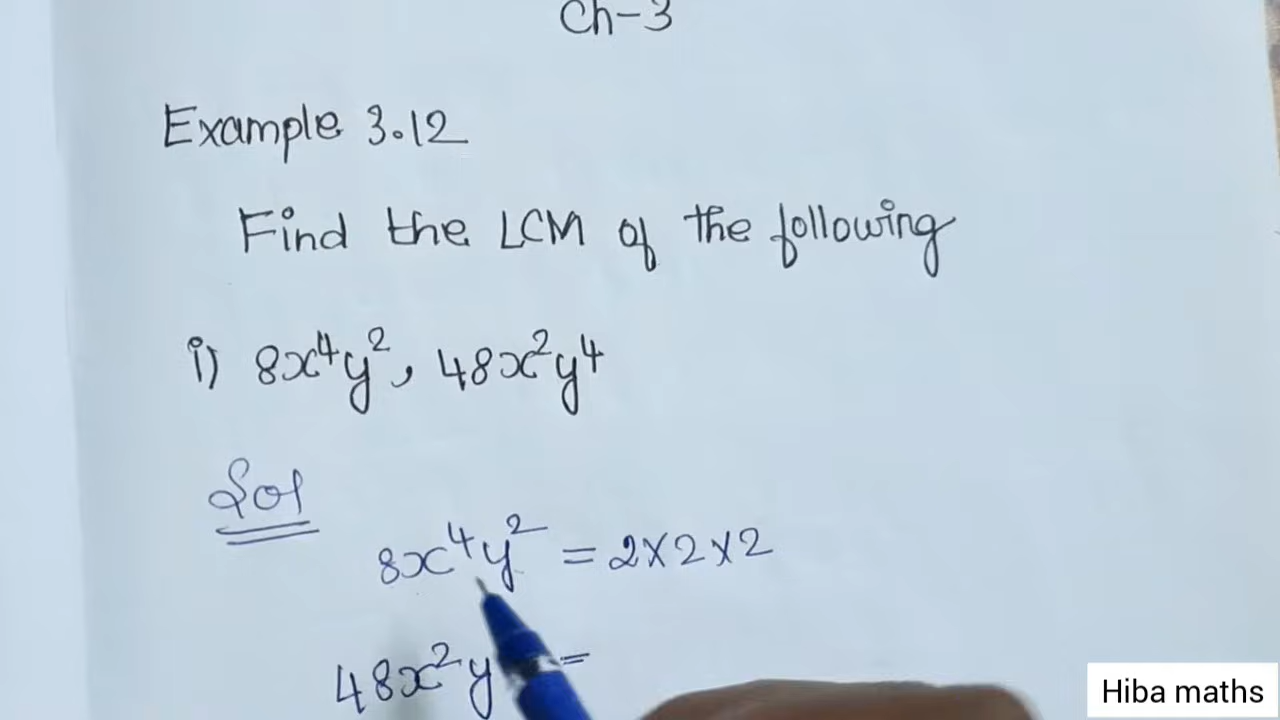 Ch-3
Example 3.12
Find the LCM of the following
i) 8x⁴y², 48x²y⁴
Sol
8x⁴y² = 2×2×2
48x²y =
Hiba maths